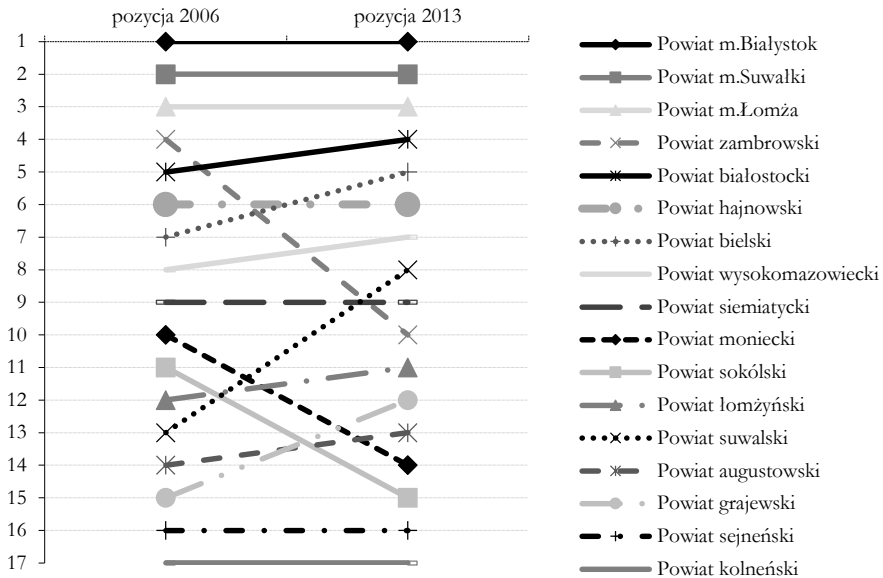 pozycja 2006 pozycja 2013
1
2
3
4
5
6
7
8
9
10
11
12
13
14
15
16
17
Powiat m.Białystok
Powiat m.Suwałki
Powiat m.Łomża
Powiat zambrowski
Powiat białostocki
Powiat hajnowski
Powiat bielski
Powiat wysokomazowiecki
Powiat siemiatycki
Powiat moniecki
Powiat sokólski
Powiat łomżyński
Powiat suwalski
Powiat augustowski
Powiat grajewski
Powiat sejneński
Powiat kolneński